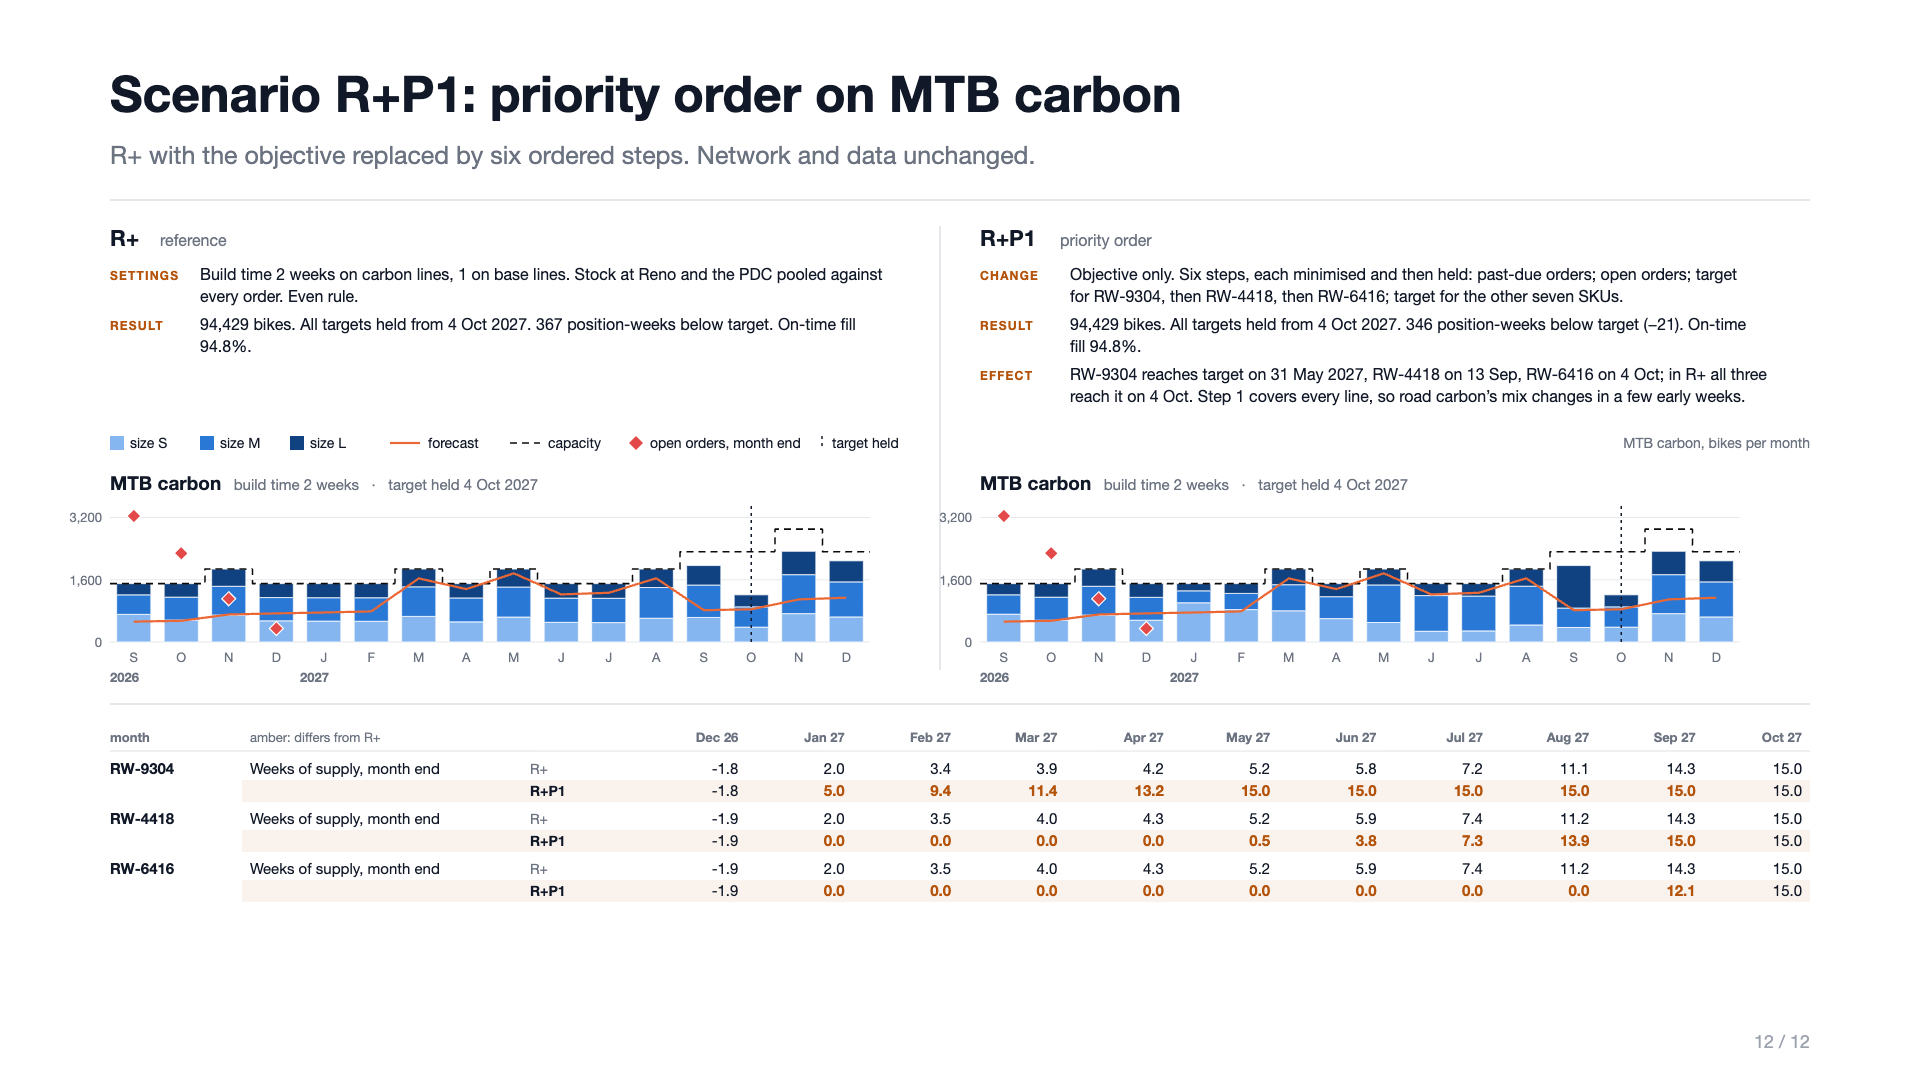 Scenario R+P1: priority order on MTB carbon
R+ with the objective replaced by six ordered steps. Network and data unchanged.
R+ reference
SETTINGS Build time 2 weeks on carbon lines, 1 on base lines. Stock at Reno and the PDC pooled against
every order. Even rule.
RESULT 94,429 bikes. All targets held from 4 Oct 2027. 367 position-weeks below target. On-time fill
94.8%.
R+P1 priority order
CHANGE Objective only. Six steps, each minimised and then held: past-due orders; open orders; target
for RW-9304, then RW-4418, then RW-6416; target for the other seven SKUs.
RESULT 94,429 bikes. All targets held from 4 Oct 2027. 346 position-weeks below target (−21). On-time
fill 94.8%.
EFFECT RW-9304 reaches target on 31 May 2027, RW-4418 on 13 Sep, RW-6416 on 4 Oct; in R+ all three
reach it on 4 Oct. Step 1 covers every line, so road carbon’s mix changes in a few early weeks.
size S size M size L forecast capacity open orders, month end target held
MTB carbon, bikes per month
MTB carbon build time 2 weeks · target held 4 Oct 2027
3,200
1,600
0
S O N D J F M A M J J A S O N D
2026 2027
MTB carbon build time 2 weeks · target held 4 Oct 2027
3,200
1,600
0
S O N D J F M A M J J A S O N D
2026 2027
month amber: differs from R+ Dec 26 Jan 27 Feb 27 Mar 27 Apr 27 May 27 Jun 27 Jul 27 Aug 27 Sep 27 Oct 27
RW-9304 Weeks of supply, month end R+ -1.8 2.0 3.4 3.9 4.2 5.2 5.8 7.2 11.1 14.3 15.0
R+P1 -1.8 5.0 9.4 11.4 13.2 15.0 15.0 15.0 15.0 15.0 15.0
RW-4418 Weeks of supply, month end R+ -1.9 2.0 3.5 4.0 4.3 5.2 5.9 7.4 11.2 14.3 15.0
R+P1 -1.9 0.0 0.0 0.0 0.0 0.5 3.8 7.3 13.9 15.0 15.0
RW-6416 Weeks of supply, month end R+ -1.9 2.0 3.5 4.0 4.3 5.2 5.9 7.4 11.2 14.3 15.0
R+P1 -1.9 0.0 0.0 0.0 0.0 0.0 0.0 0.0 0.0 12.1 15.0
12 / 12